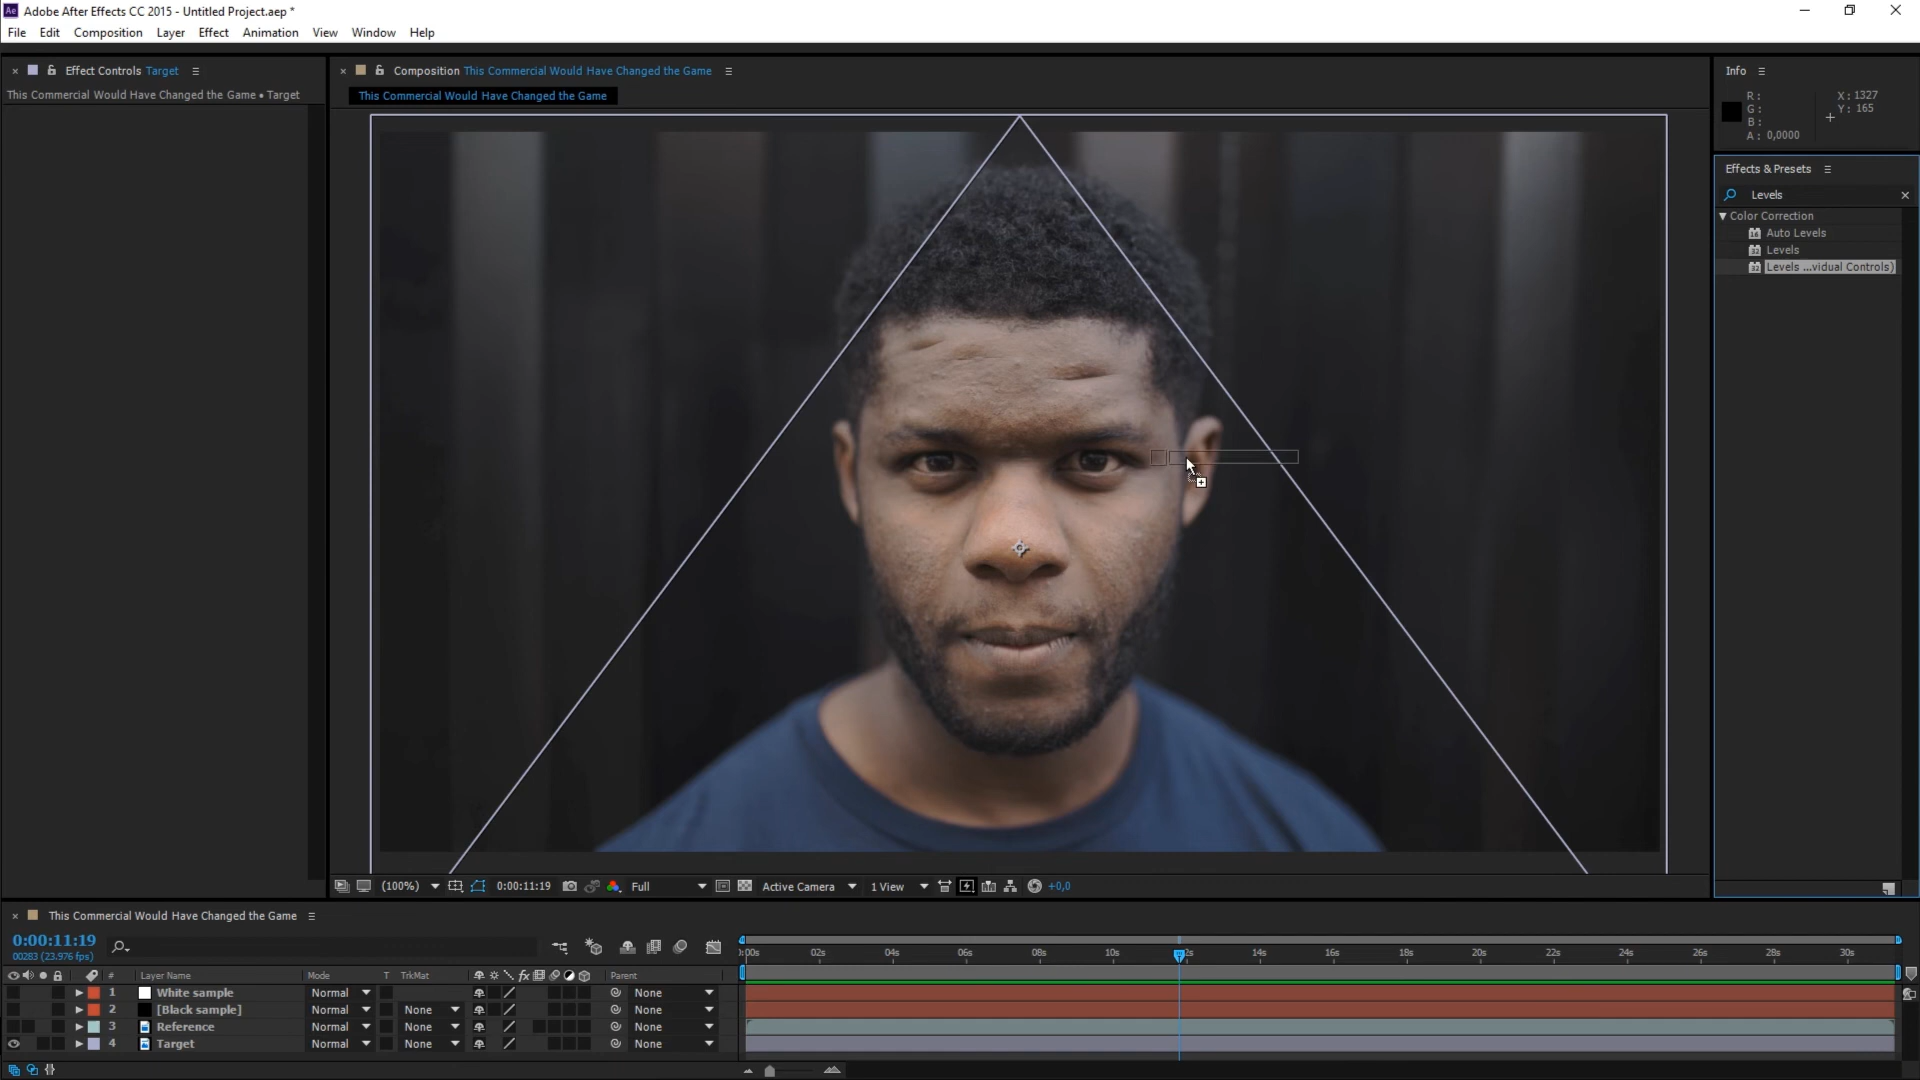 Ae Adobe After Effects CC 2015 - Untitled Project.aep *
File Edit Composition Layer Effect Animation View Window Help
Effect Controls Target
This Commercial Would Have Changed the Game • Target
Composition This Commercial Would Have Changed the Game
This Commercial Would Have Changed the Game
Info
R:
G:
B:
A: 0,0000
X: 1327
Y: 165
Effects & Presets
Levels
Color Correction
Auto Levels
Levels
Levels ...vidual Controls)
(100%) 0:00:11:19 Full Active Camera 1 View +0,0
This Commercial Would Have Changed the Game
0:00:11:19
00283 (23.976 fps)
:00s 02s 04s 06s 08s 10s 2s 14s 16s 18s 20s 22s 24s 26s 28s 30s
# Layer Name Mode T TrkMat fx Parent
1 White sample Normal None
2 [Black sample] Normal None None
3 Reference Normal None None
4 Target Normal None None